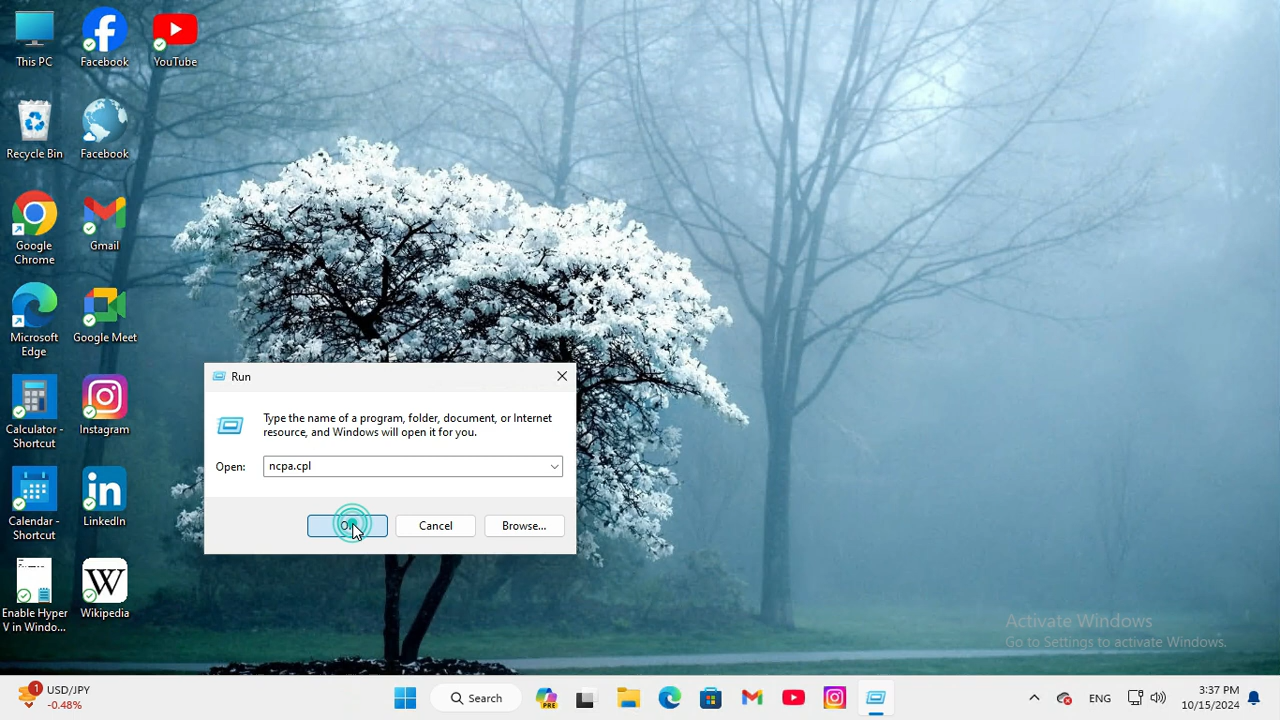 This PC
Facebook
YouTube
Recycle Bin
Facebook
Google
Chrome
Gmail
Microsoft
Edge
Google Meet
Calculator -
Shortcut
Instagram
Calendar -
Shortcut
LinkedIn
Enable Hyper
V in Windo...
Wikipedia
Run
Type the name of a program, folder, document, or Internet
resource, and Windows will open it for you.
Open:
ncpa.cpl
Cancel
Browse...
Activate Windows
Go to Settings to activate Windows.
1
USD/JPY
-0.48%
Search
PRE
ENG
3:37 PM
10/15/2024